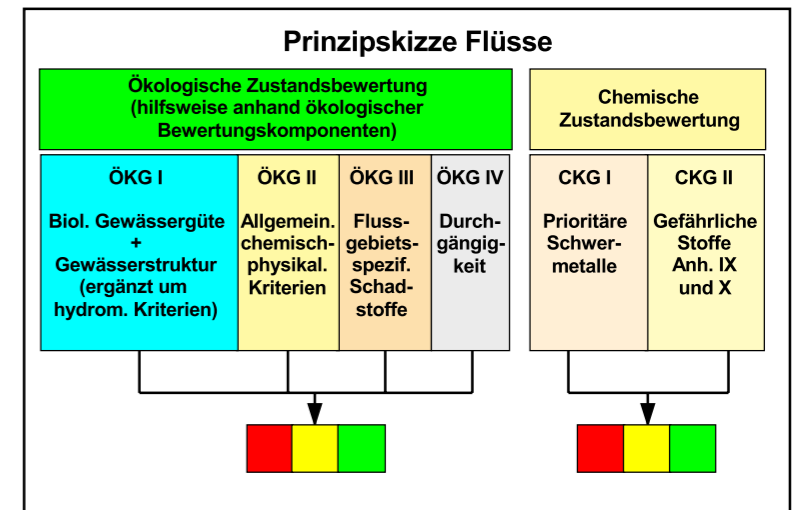 Prinzipskizze Flüsse
Ökologische Zustandsbewertung
(hilfsweise anhand ökologischer
Bewertungskomponenten)
Chemische
Zustandsbewertung
ÖKG I
Biol. Gewässergüte
+
Gewässerstruktur
(ergänzt um
hydrom. Kriterien)
ÖKG II
Allgemein.
chemisch-
physikal.
Kriterien
ÖKG III
Fluss-
gebiets-
spezif.
Schad-
stoffe
ÖKG IV
Durch-
gängig-
keit
CKG I
Prioritäre
Schwer-
metalle
CKG II
Gefährliche
Stoffe
Anh. IX
und X